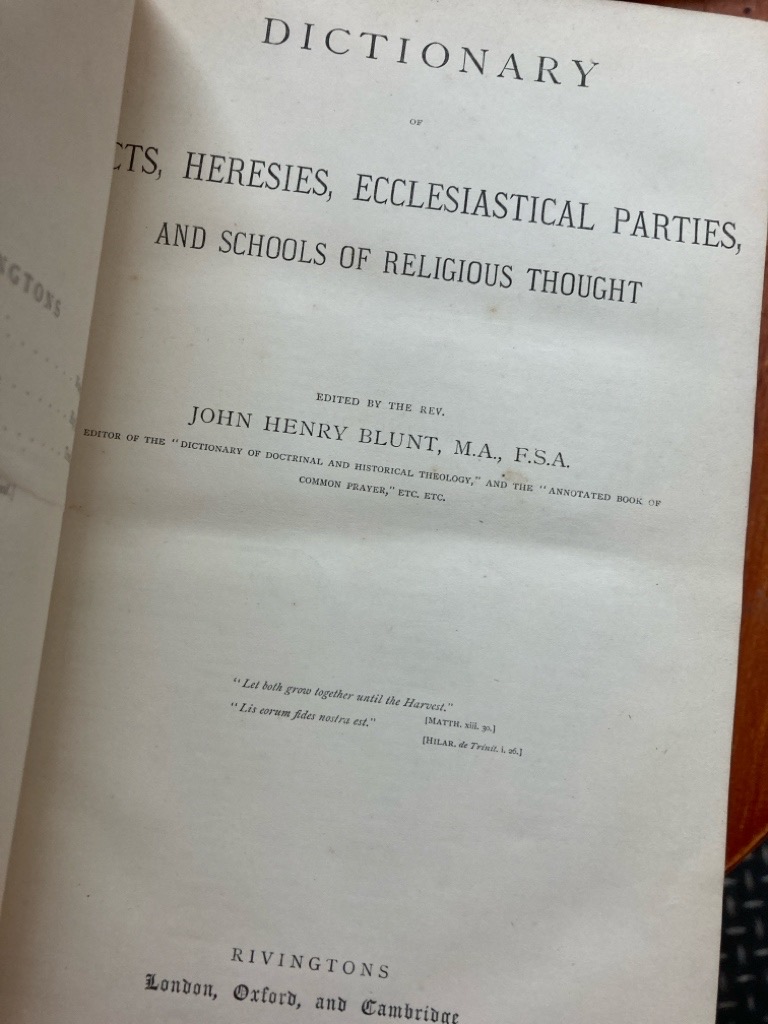 DICTIONARY
OF
CTS, HERESIES, ECCLESIASTICAL PARTIES,
AND SCHOOLS OF RELIGIOUS THOUGHT
EDITED BY THE REV.
JOHN HENRY BLUNT, M.A., F.S.A.
EDITOR OF THE "DICTIONARY OF DOCTRINAL AND HISTORICAL THEOLOGY," AND THE "ANNOTATED BOOK OF
COMMON PRAYER," ETC. ETC.
"Let both grow together until the Harvest."
[MATTH. xiii. 30.]
"Lis eorum fides nostra est."
[HILAR. de Trinit. i. 26.]
RIVINGTONS
London, Oxford, and Cambridge
NGTONS